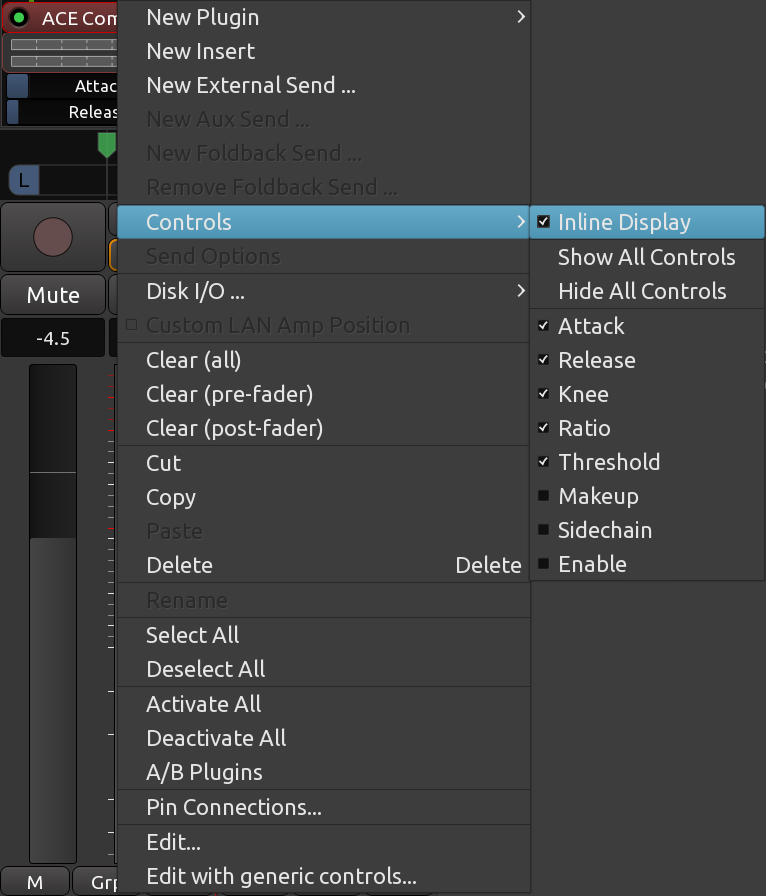 ACE Com
Attac
Releas
L
Mute
-4.5
M
Grp
New Plugin
New Insert
New External Send ...
New Aux Send ...
New Foldback Send ...
Remove Foldback Send ...
Controls
Send Options
Disk I/O ...
Custom LAN Amp Position
Clear (all)
Clear (pre-fader)
Clear (post-fader)
Cut
Copy
Paste
Delete Delete
Rename
Select All
Deselect All
Activate All
Deactivate All
A/B Plugins
Pin Connections...
Edit...
Edit with generic controls...
Inline Display
Show All Controls
Hide All Controls
Attack
Release
Knee
Ratio
Threshold
Makeup
Sidechain
Enable